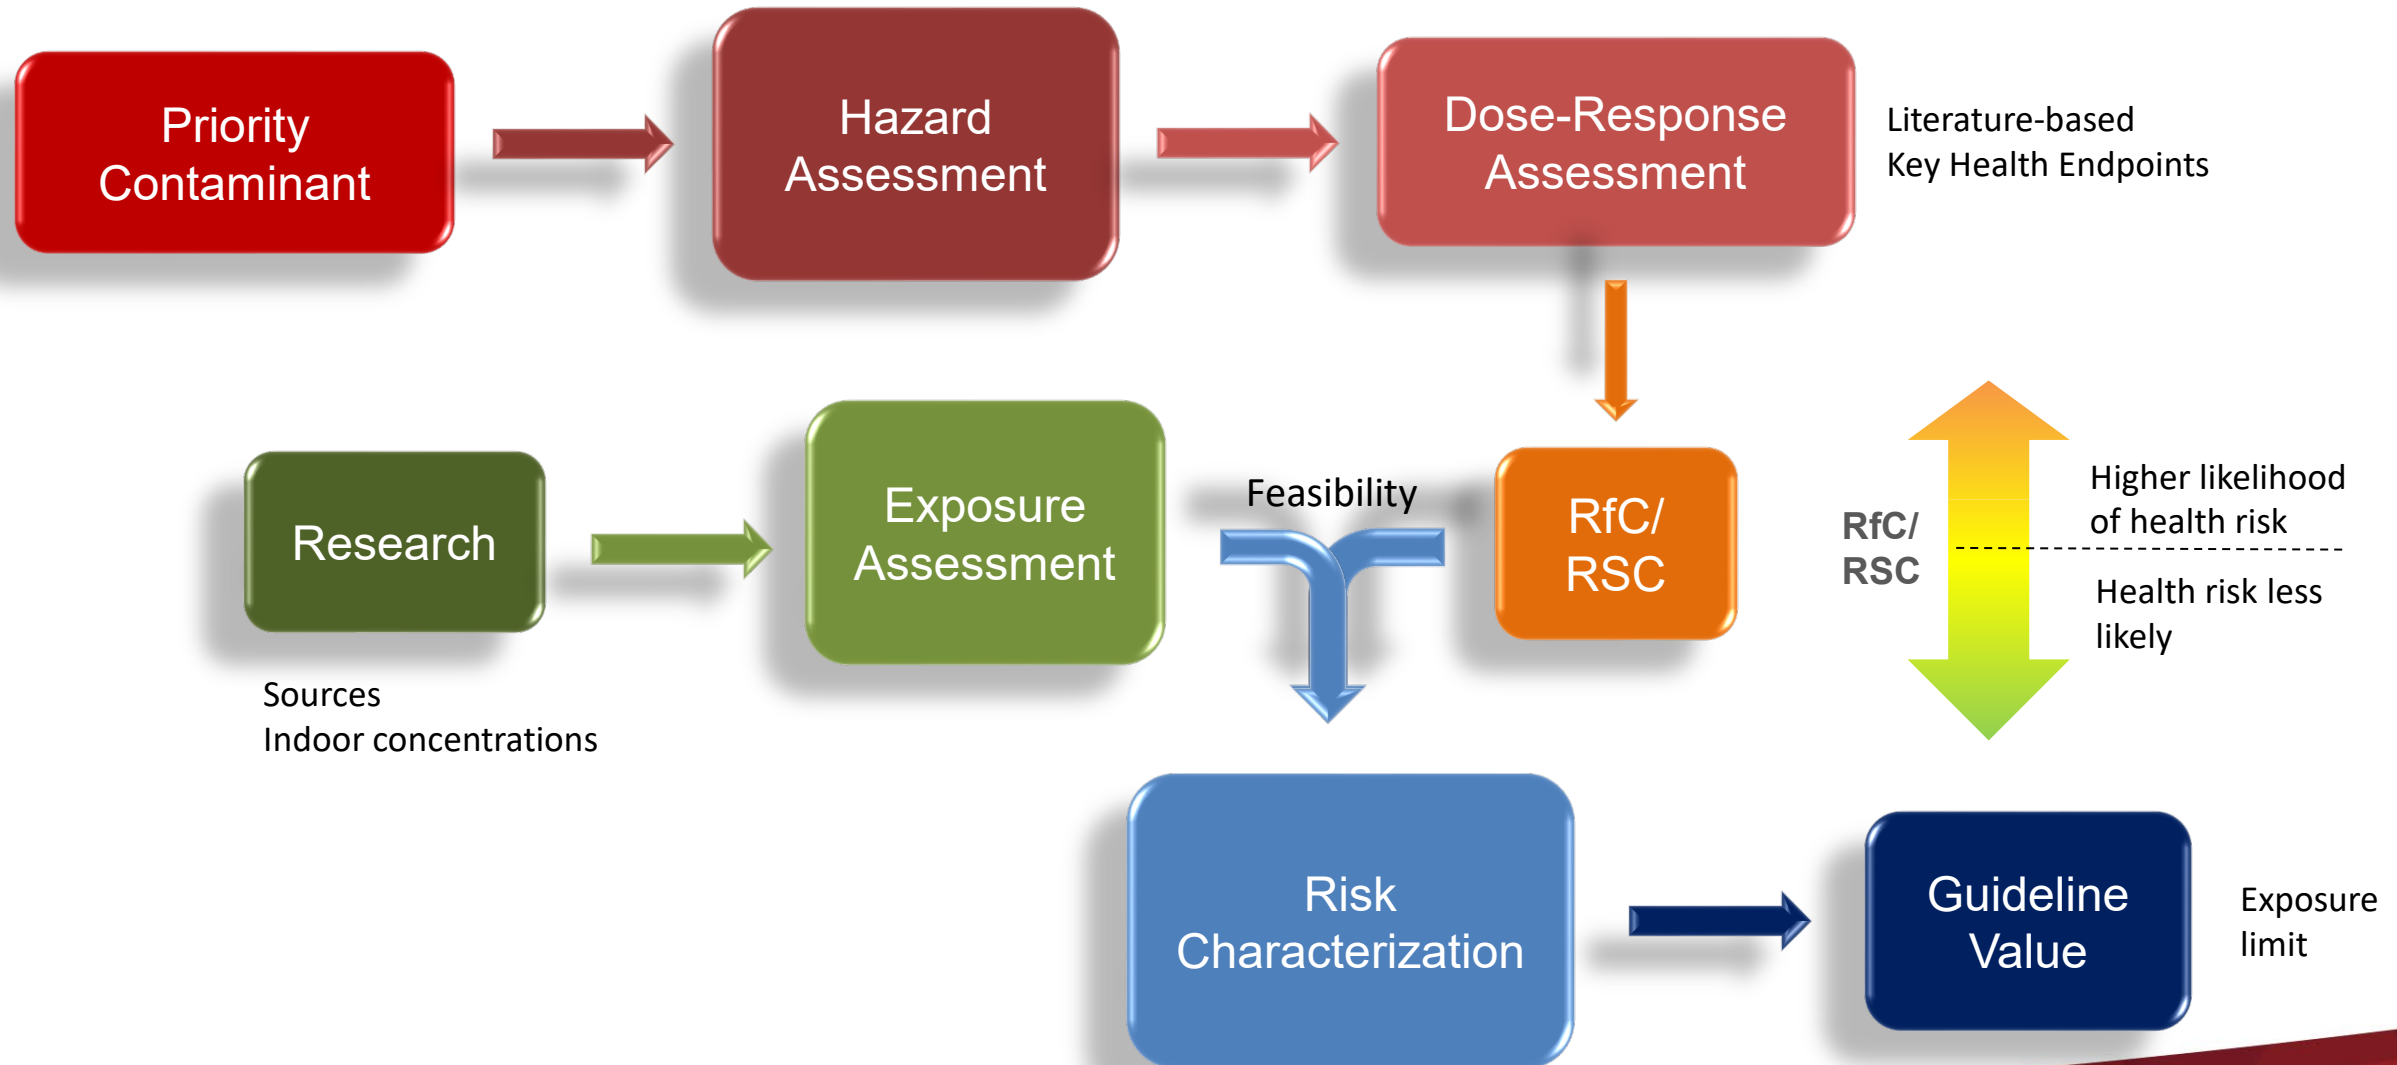 Priority
Contaminant
Hazard
Assessment
Dose-Response
Assessment
Literature-based
Key Health Endpoints
Research
Sources
Indoor concentrations
Exposure
Assessment
Feasibility
RfC/
RSC
RfC/
RSC
Higher likelihood
of health risk
Health risk less
likely
Risk
Characterization
Guideline
Value
Exposure
limit